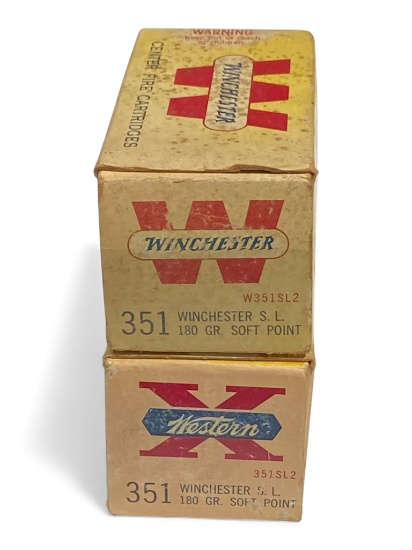 WARNING
Keep out of reach
of children.
W
WINCHESTER
CENTER FIRE CARTRIDGES
W
WINCHESTER
W351SL2
351 WINCHESTER S. L.
180 GR. SOFT POINT
X
Western
351SL2
351 WINCHESTER S. L.
180 GR. SOFT POINT